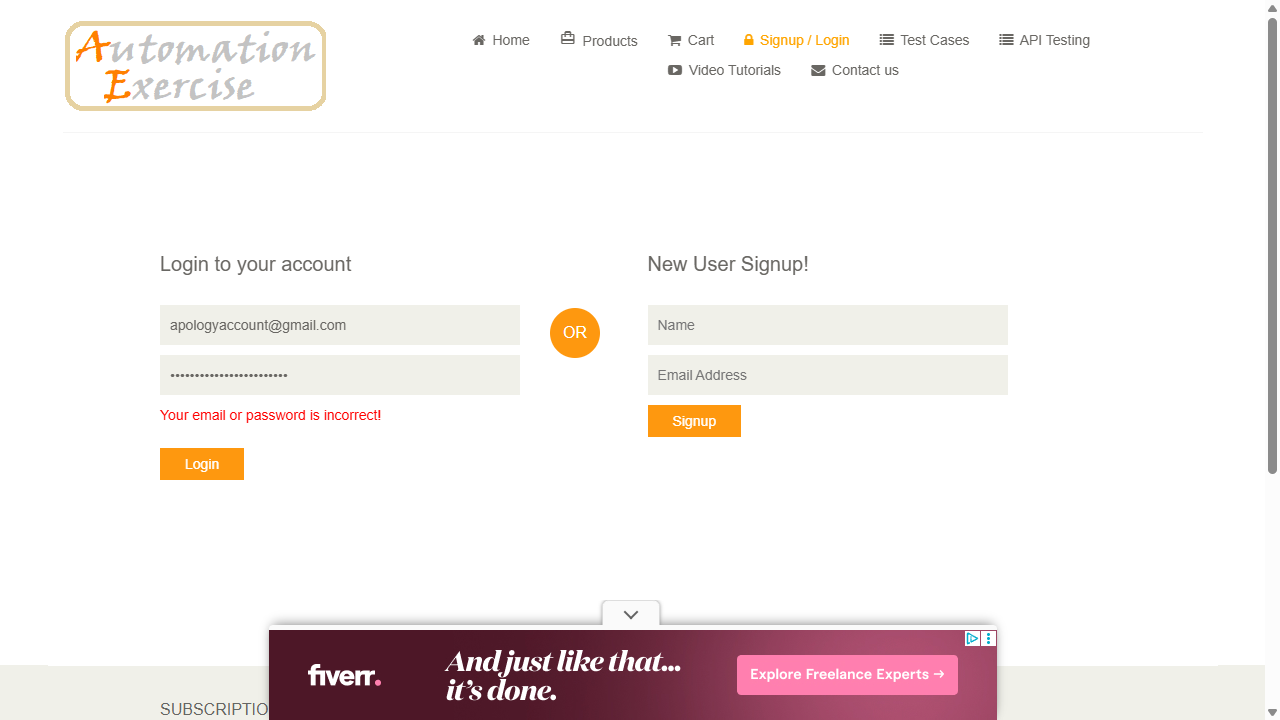 Automation
Exercise
Home
Products
Cart
Signup / Login
Test Cases
API Testing
Video Tutorials
Contact us
Login to your account
apologyaccount@gmail.com
••••••••••••••••••••••••
Your email or password is incorrect!
Login
OR
New User Signup!
Name
Email Address
Signup
SUBSCRIPTIO
fiverr.
And just like that...
it's done.
Explore Freelance Experts →